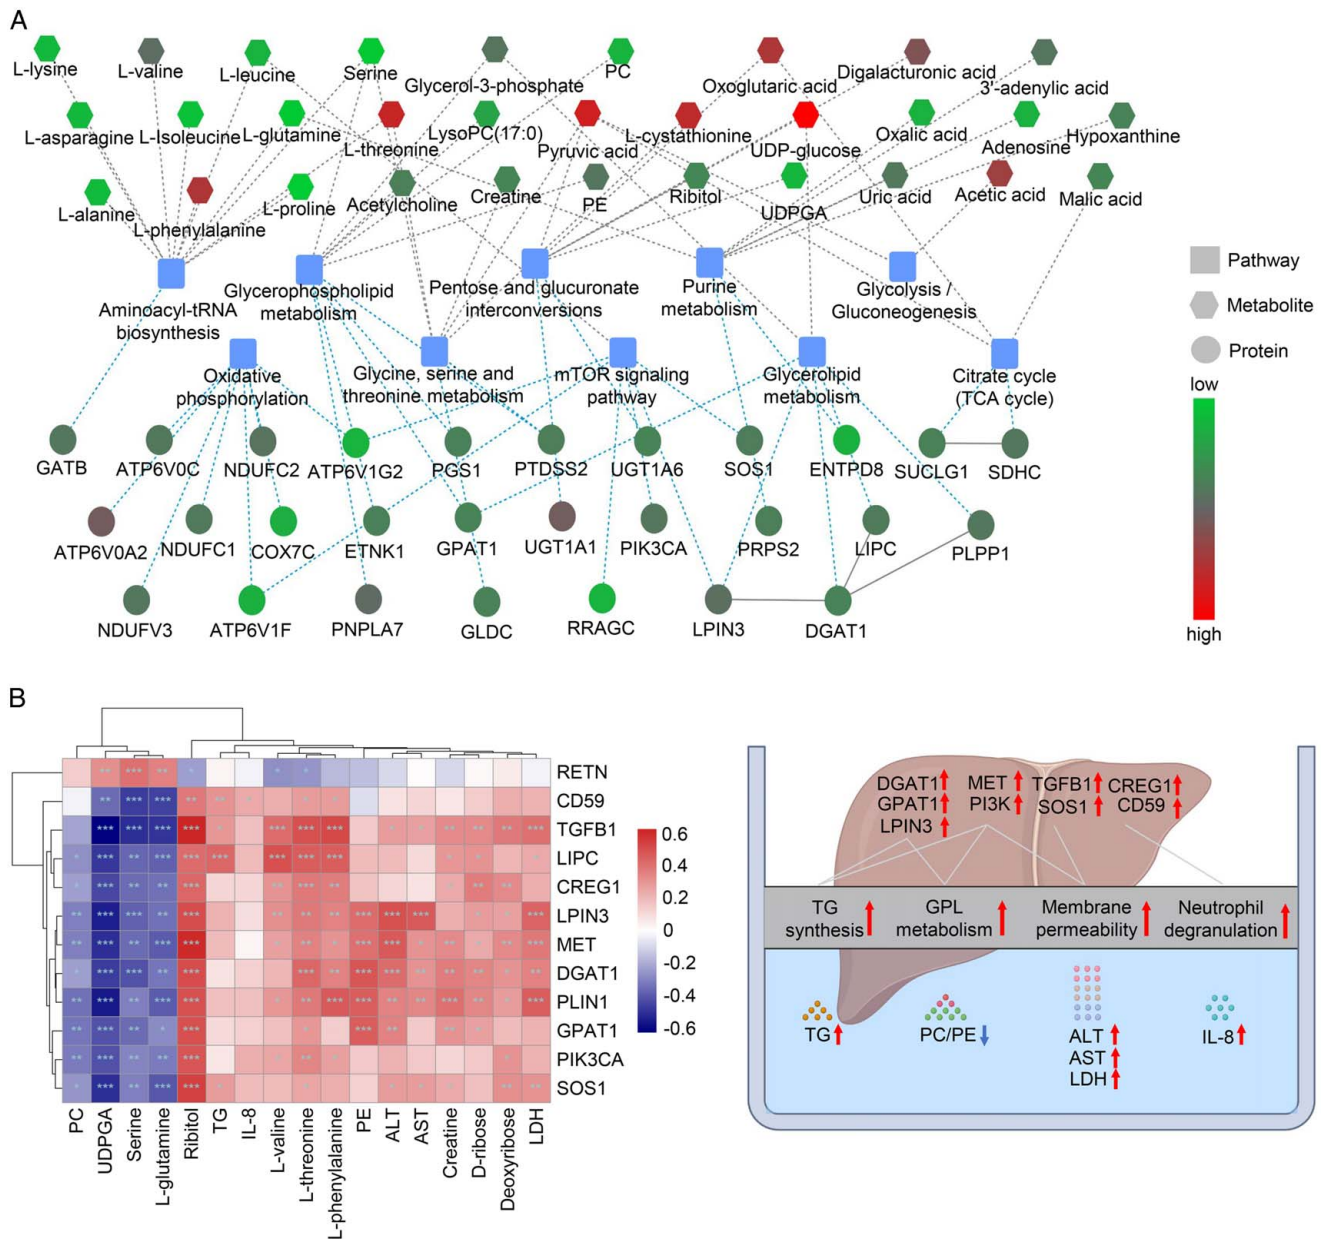 A
L-lysine
L-valine
L-leucine
Serine
Glycerol-3-phosphate
PC
Oxoglutaric acid
Digalacturonic acid
3'-adenylic acid
L-asparagine
L-Isoleucine
L-glutamine
L-threonine
LysoPC(17:0)
Pyruvic acid
L-cystathionine
UDP-glucose
Oxalic acid
Adenosine
Hypoxanthine
L-alanine
L-phenylalanine
L-proline
Acetylcholine
Creatine
PE
Ribitol
UDPGA
Uric acid
Acetic acid
Malic acid
Aminoacyl-tRNA
biosynthesis
Glycerophospholipid
metabolism
Pentose and glucuronate
interconversions
Purine
metabolism
Glycolysis /
Gluconeogenesis
Oxidative
phosphorylation
Glycine, serine and
threonine metabolism
mTOR signaling
pathway
Glycerolipid
metabolism
Citrate cycle
(TCA cycle)
Pathway
Metabolite
Protein
low
high
GATB
ATP6V0C
NDUFC2
ATP6V1G2
PGS1
PTDSS2
UGT1A6
SOS1
ENTPD8
SUCLG1
SDHC
ATP6V0A2
NDUFC1
COX7C
ETNK1
GPAT1
UGT1A1
PIK3CA
PRPS2
LIPC
PLPP1
NDUFV3
ATP6V1F
PNPLA7
GLDC
RRAGC
LPIN3
DGAT1
B
RETN
CD59
TGFB1
LIPC
CREG1
LPIN3
MET
DGAT1
PLIN1
GPAT1
PIK3CA
SOS1
PC
UDPGA
Serine
L-glutamine
Ribitol
TG
IL-8
L-valine
L-threonine
L-phenylalanine
PE
ALT
AST
Creatine
D-ribose
Deoxyribose
LDH
0.6
0.4
0.2
0
-0.2
-0.4
-0.6
DGAT1
GPAT1
LPIN3
MET
PI3K
TGFB1
SOS1
CREG1
CD59
TG
synthesis
GPL
metabolism
Membrane
permeability
Neutrophil
degranulation
TG
PC/PE
ALT
AST
LDH
IL-8